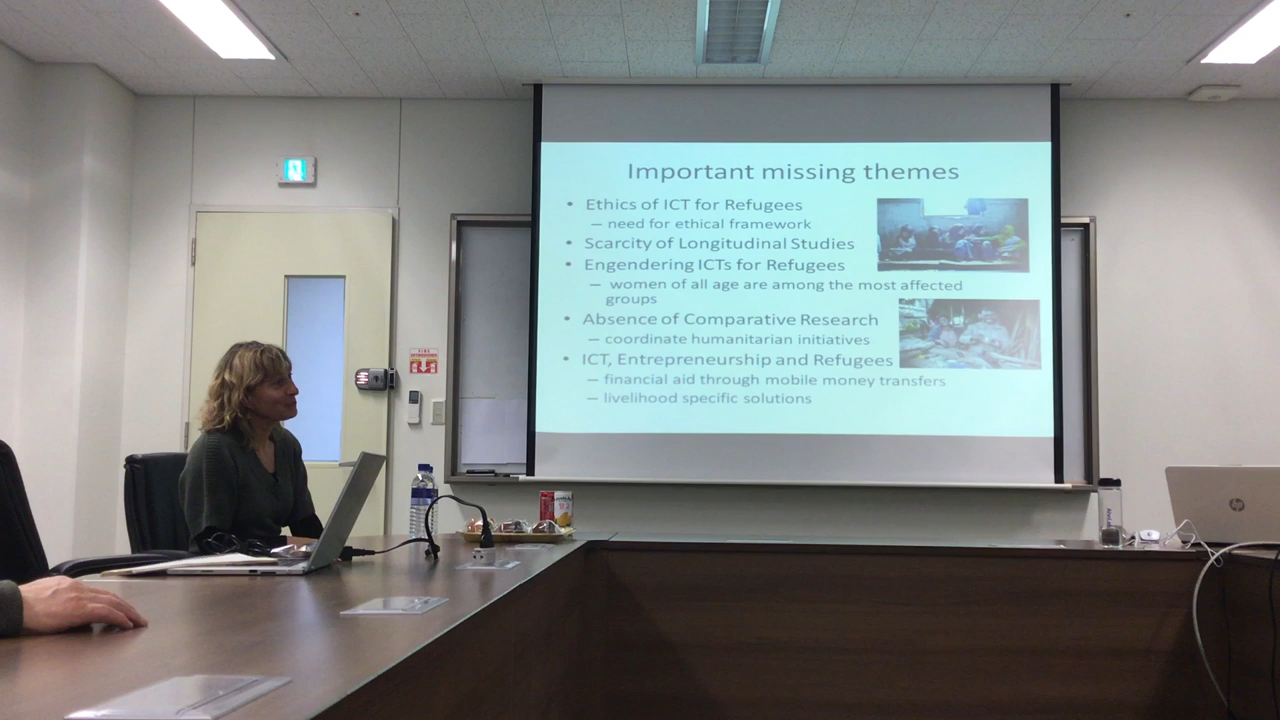 Important missing themes
• Ethics of ICT for Refugees
– need for ethical framework
• Scarcity of Longitudinal Studies
• Engendering ICTs for Refugees
– women of all age are among the most affected
groups
• Absence of Comparative Research
– coordinate humanitarian initiatives
• ICT, Entrepreneurship and Refugees
– financial aid through mobile money transfers
– livelihood specific solutions
FIRE
hp